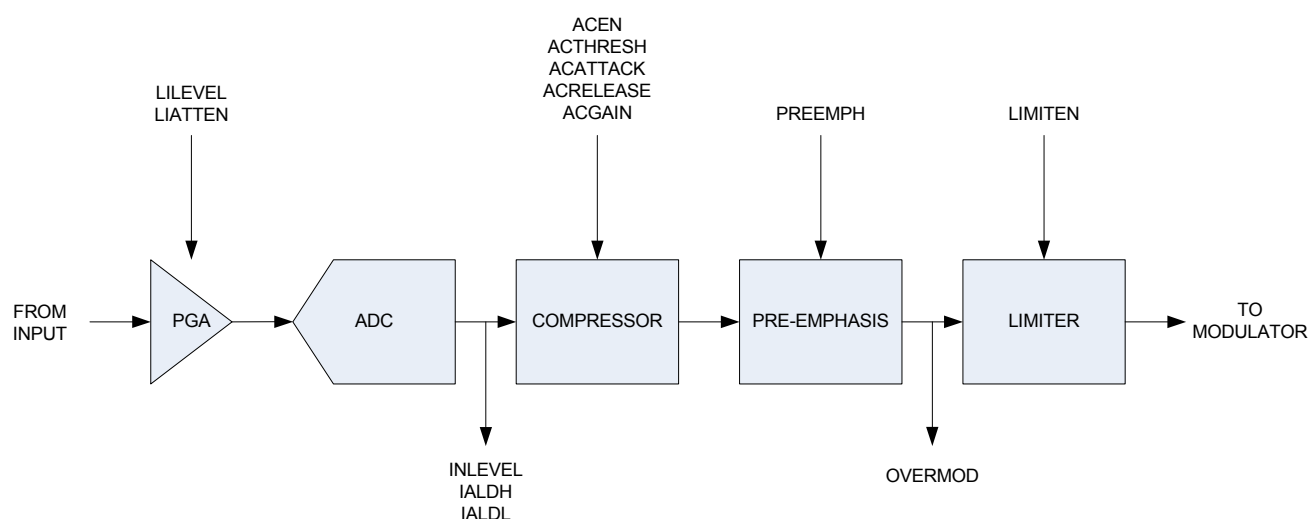 ACEN
ACTHRESH
ACATTACK
ACRELEASE
ACGAIN
LILEVEL
LIATTEN
PREEMPH
LIMITEN
FROM
INPUT
PGA
ADC
COMPRESSOR
PRE-EMPHASIS
LIMITER
TO
MODULATOR
INLEVEL
IALDH
IALDL
OVERMOD